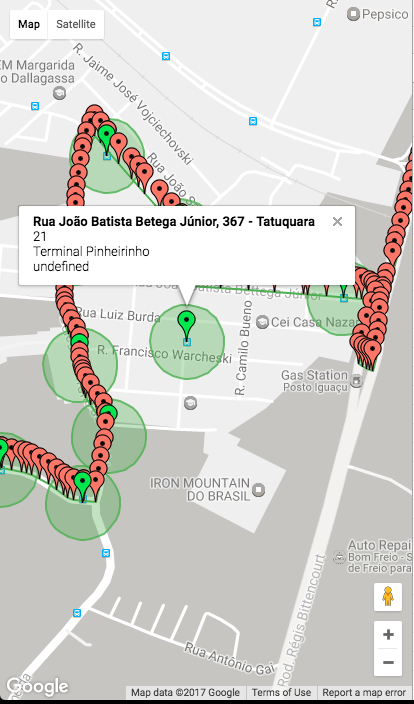 Pepsico
Map
Satellite
EM Margarida
o Dallagassa
R. Jaime José Vojciechovski
Rua João S
Rua João Batista Betega Júnior, 367 - Tatuquara
21
Terminal Pinheirinho
undefined
Batista Bettega Júnior
Rua Luiz Burda
Cei Casa Naza
R. Francisco Warcheski
R. Camilo Bueno
Gas Station
Posto Iguaçu
IRON MOUNTAIN
DO BRASIL
Auto Repai
Bom Freio - S
de Freio para
Rod. Régis Bittencourt
Rua Antônio Gai
Google
Map data ©2017 Google
Terms of Use
Report a map error